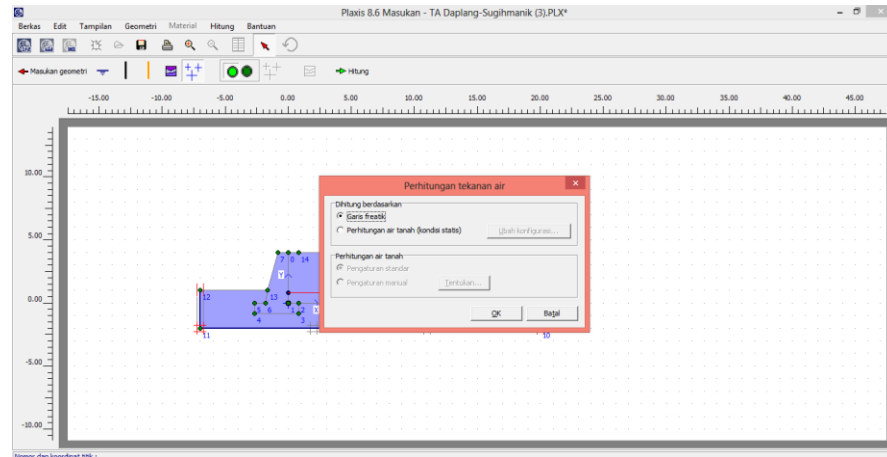 Plaxis 8.6 Masukan - TA Daplang-Sugihmanik (3).PLX*
Berkas Edit Tampilan Geometri Material Hitung Bantuan
Masukan geometri Hitung
-15.00 -10.00 -5.00 0.00 5.00 10.00 15.00 20.00 25.00 30.00 35.00 40.00 45.00
10.00
Perhitungan tekanan air
Dihitung berdasarkan
Garis freatik
Perhitungan air tanah (kondisi statis) Ubah konfigurasi...
5.00
7 0 14
Perhitungan air tanah
Pengaturan standar
Y
Pengaturan manual Tentukan...
0.00
12 13
5 6 1 2 X
OK Batal
4 3
11 10
-5.00
-10.00
Nomor dan koordinat titik :